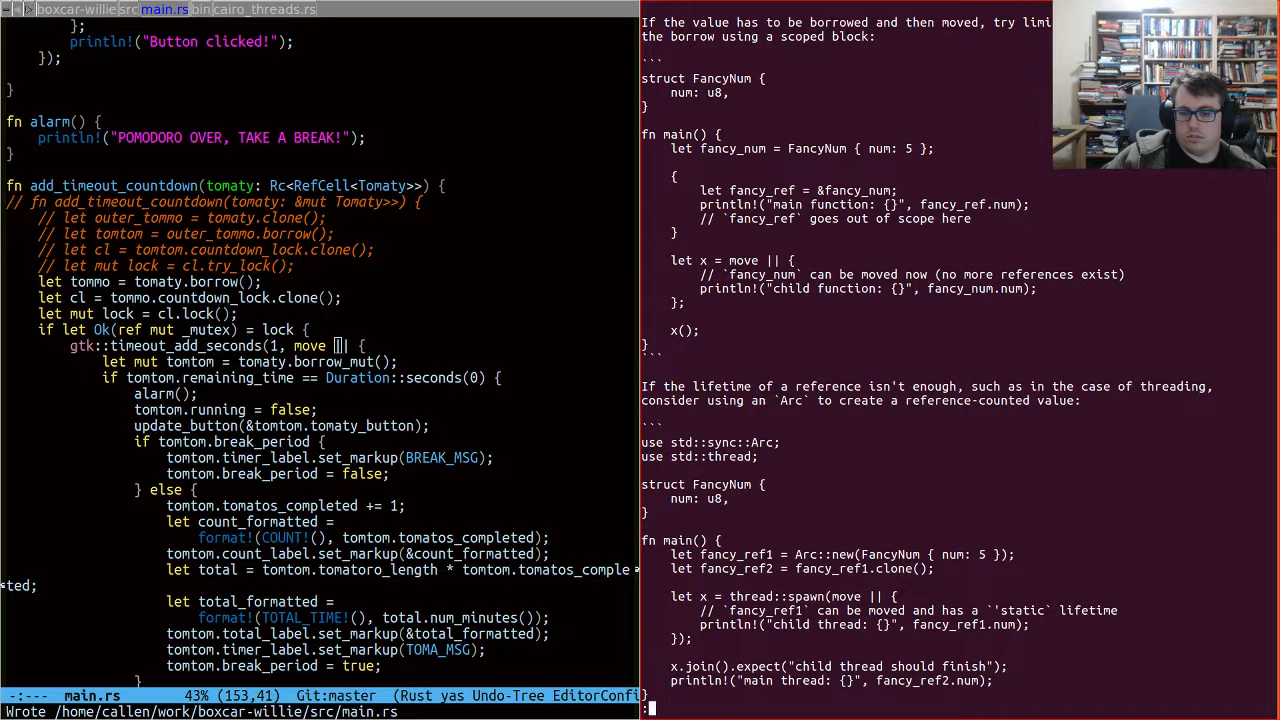 boxcar-willie src main.rs bin cairo_threads.rs
};
println!("Button clicked!");
});
}
fn alarm() {
println!("POMODORO OVER, TAKE A BREAK!");
}
fn add_timeout_countdown(tomaty: Rc<RefCell<Tomaty>>) {
// fn add_timeout_countdown(tomaty: &mut Tomaty>>) {
// let outer_tommo = tomaty.clone();
// let tomtom = outer_tommo.borrow();
// let cl = tomtom.countdown_lock.clone();
// let mut lock = cl.try_lock();
let tommo = tomaty.borrow();
let cl = tommo.countdown_lock.clone();
let mut lock = cl.lock();
if let Ok(ref mut _mutex) = lock {
gtk::timeout_add_seconds(1, move || {
let mut tomtom = tomaty.borrow_mut();
if tomtom.remaining_time == Duration::seconds(0) {
alarm();
tomtom.running = false;
update_button(&tomtom.tomaty_button);
if tomtom.break_period {
tomtom.timer_label.set_markup(BREAK_MSG);
tomtom.break_period = false;
} else {
tomtom.tomatos_completed += 1;
let count_formatted =
format!(COUNT!(), tomtom.tomatos_completed);
tomtom.count_label.set_markup(&count_formatted);
let total = tomtom.tomatoro_length * tomtom.tomatos_comple
ted;
let total_formatted =
format!(TOTAL_TIME!(), total.num_minutes());
tomtom.total_label.set_markup(&total_formatted);
tomtom.timer_label.set_markup(TOMA_MSG);
tomtom.break_period = true;
}
-:--- main.rs 43% (153,41) Git:master (Rust yas Undo-Tree EditorConfi
Wrote /home/callen/work/boxcar-willie/src/main.rs
If the value has to be borrowed and then moved, try limi
the borrow using a scoped block:
```
struct FancyNum {
num: u8,
}
fn main() {
let fancy_num = FancyNum { num: 5 };
{
let fancy_ref = &fancy_num;
println!("main function: {}", fancy_ref.num);
// `fancy_ref` goes out of scope here
}
let x = move || {
// `fancy_num` can be moved now (no more references exist)
println!("child function: {}", fancy_num.num);
};
x();
}
```
If the lifetime of a reference isn't enough, such as in the case of threading,
consider using an `Arc` to create a reference-counted value:
```
use std::sync::Arc;
use std::thread;
struct FancyNum {
num: u8,
}
fn main() {
let fancy_ref1 = Arc::new(FancyNum { num: 5 });
let fancy_ref2 = fancy_ref1.clone();
let x = thread::spawn(move || {
// `fancy_ref1` can be moved and has a `'static` lifetime
println!("child thread: {}", fancy_ref1.num);
});
x.join().expect("child thread should finish");
println!("main thread: {}", fancy_ref2.num);
}
: